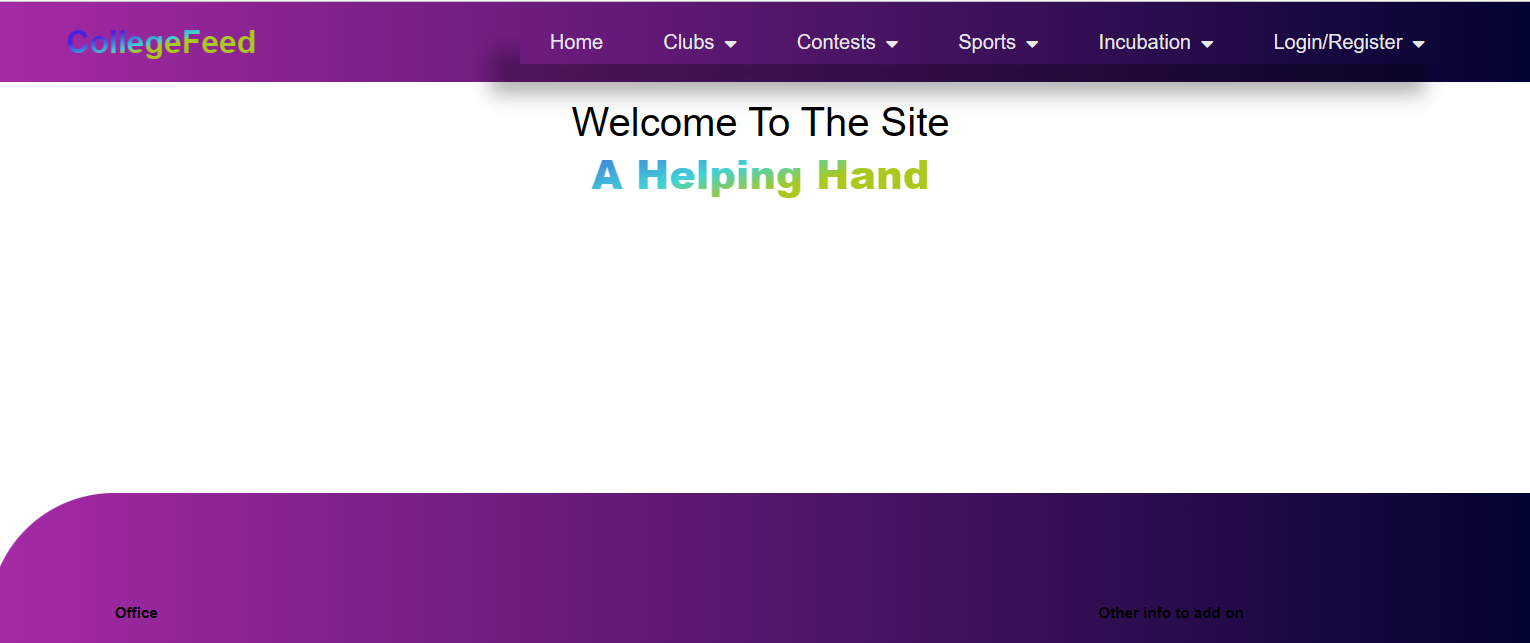 CollegeFeed Home Clubs Contests Sports Incubation Login/Register
Welcome To The Site
A Helping Hand
Office Other info to add on